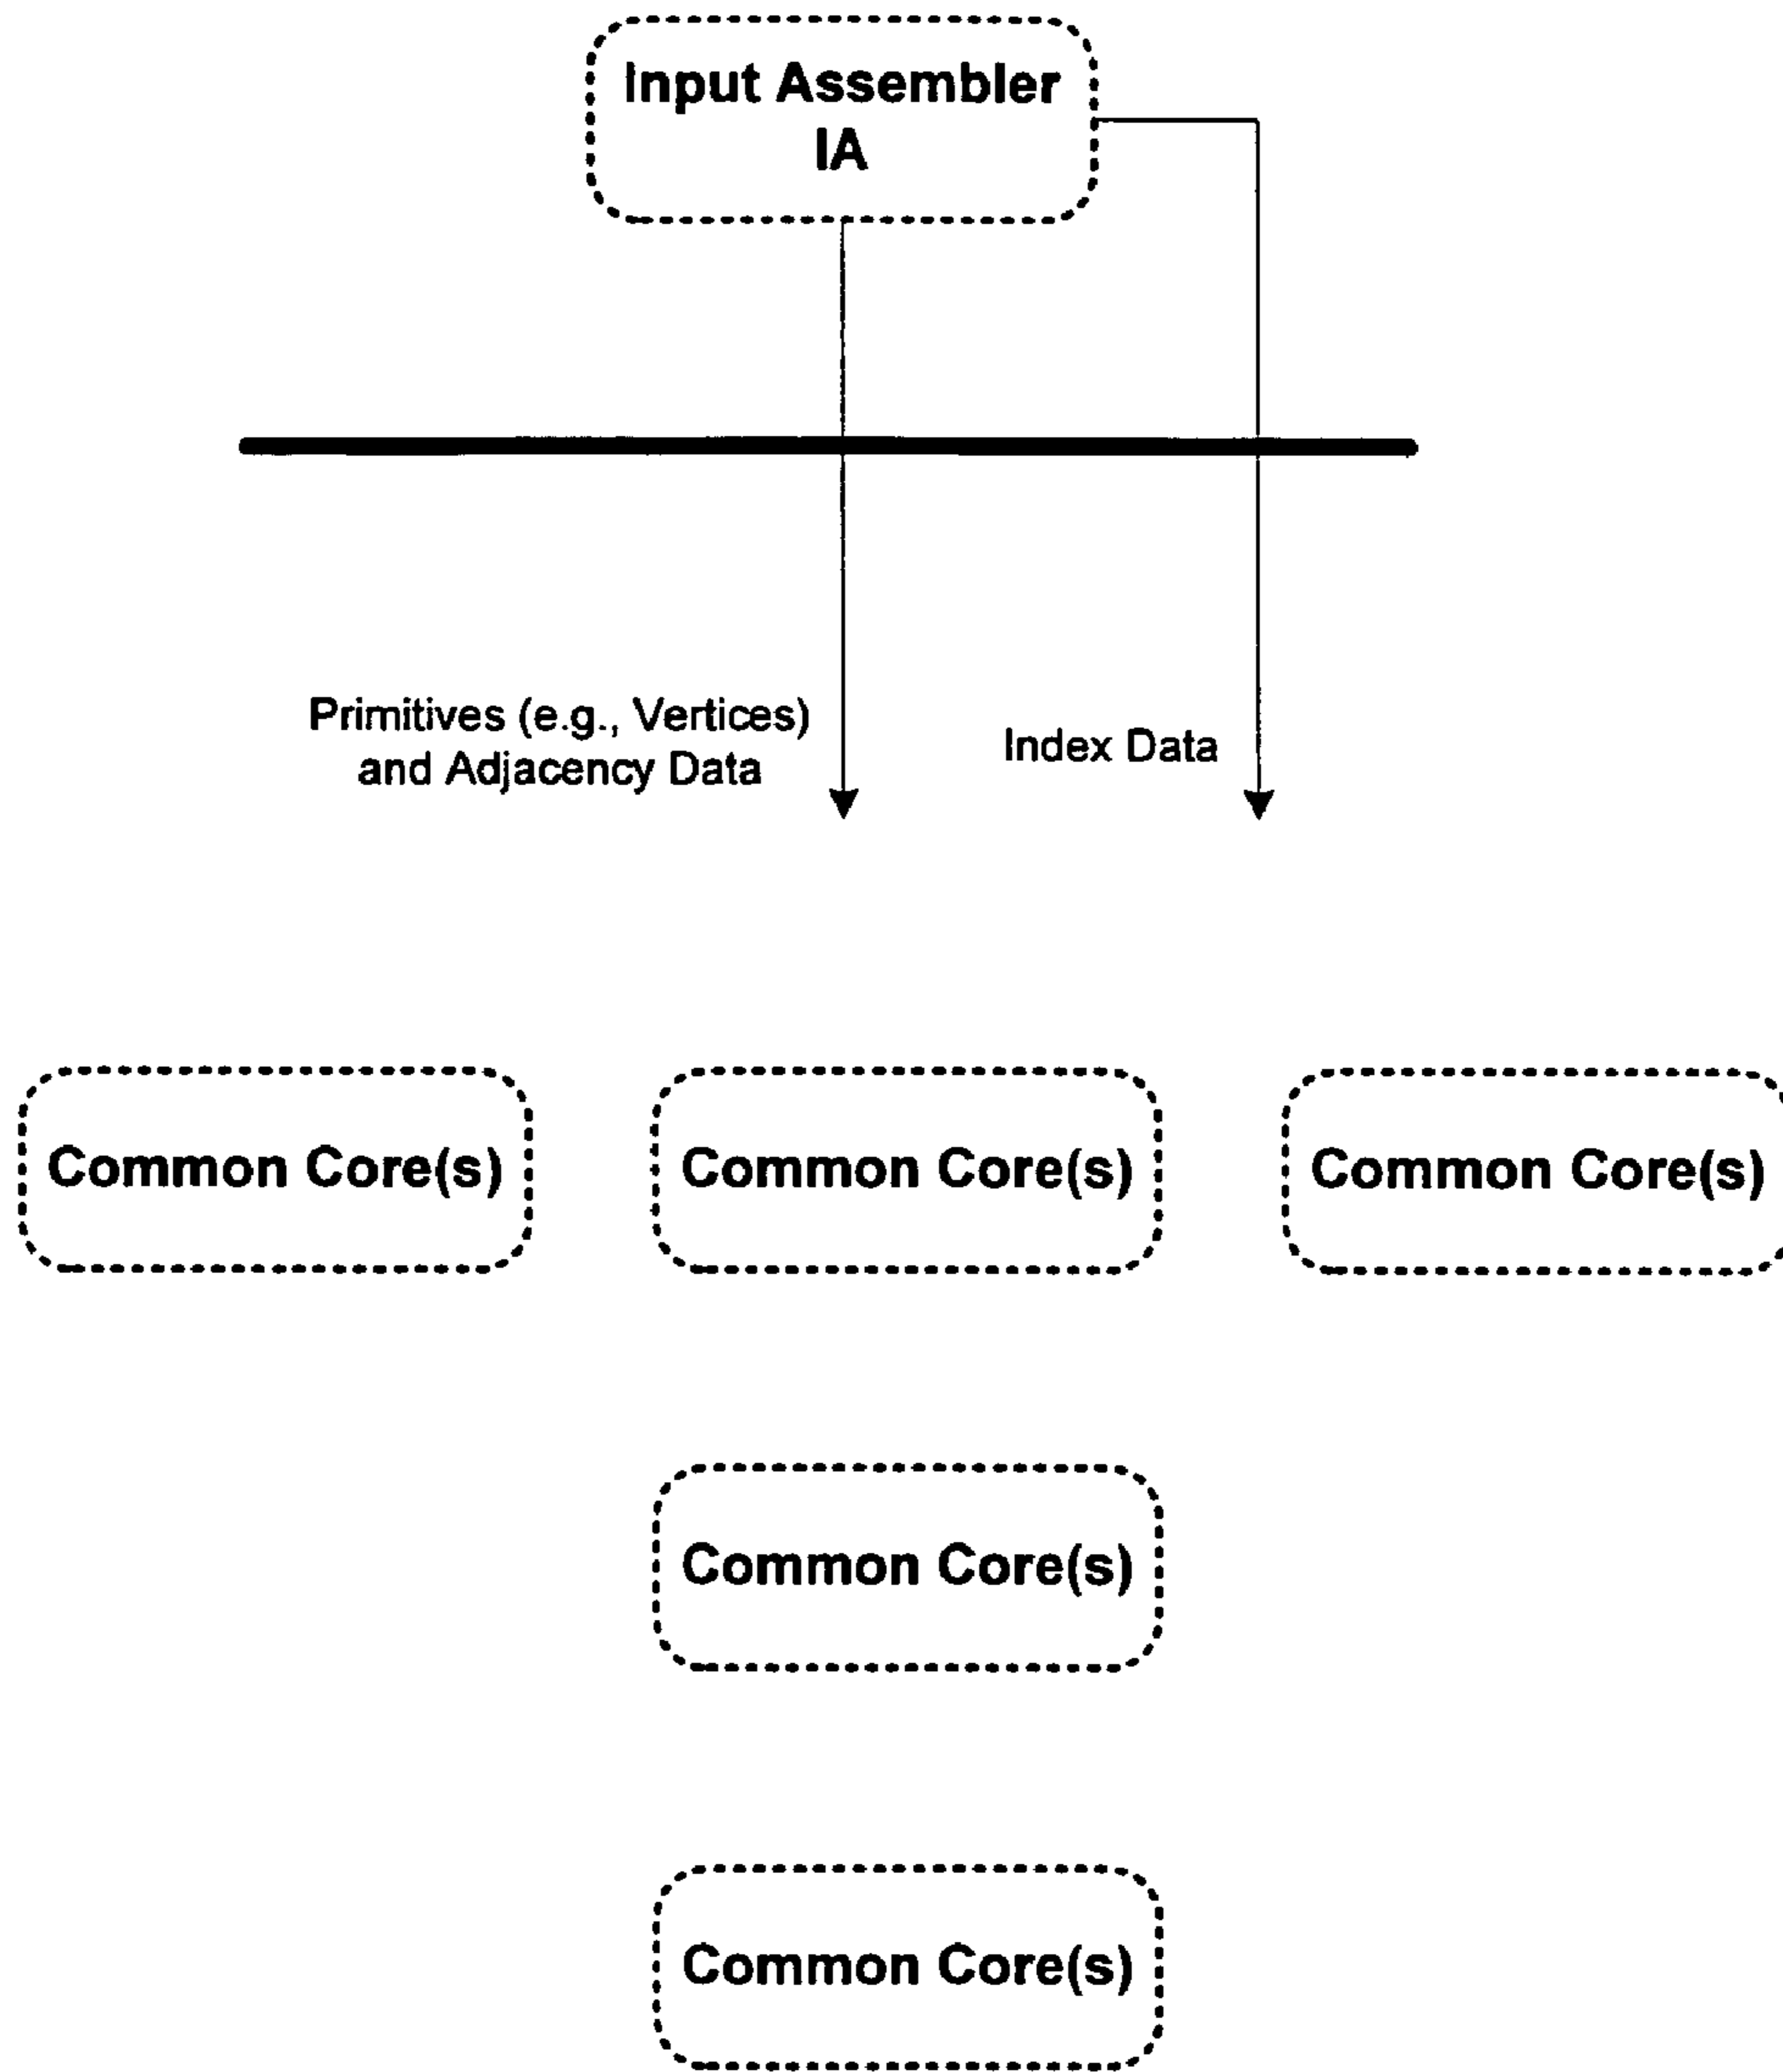 Input Assembler
IA
Primitives (e.g., Vertices)
and Adjacency Data
Index Data
Common Core(s)
Common Core(s)
Common Core(s)
Common Core(s)
Common Core(s)